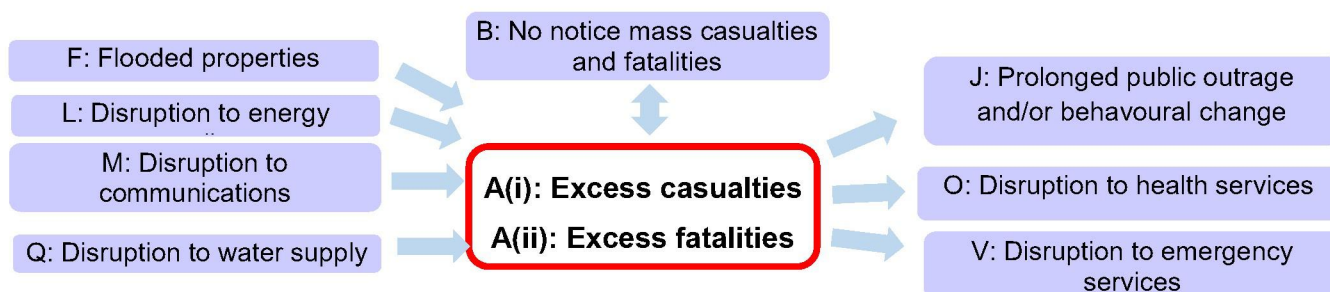 F: Flooded properties
L: Disruption to energy
M: Disruption to
communications
Q: Disruption to water supply
B: No notice mass casualties
and fatalities
A(i): Excess casualties
A(ii): Excess fatalities
J: Prolonged public outrage
and/or behavoural change
O: Disruption to health services
V: Disruption to emergency
services